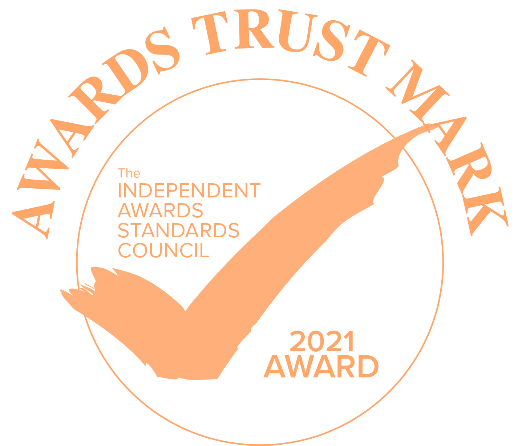 AWARDS TRUST MARK
The
INDEPENDENT
AWARDS
STANDARDS
COUNCIL
2021
AWARD